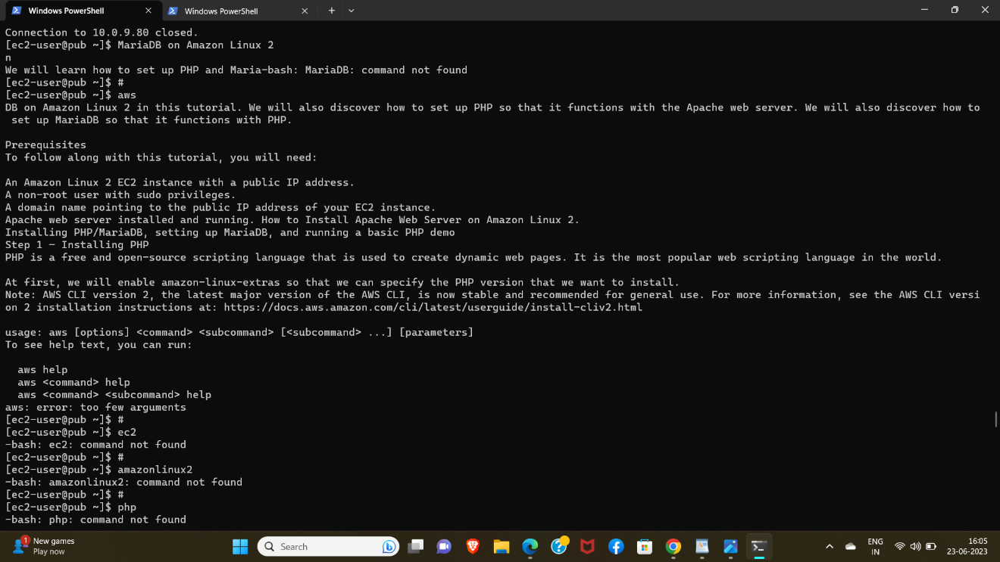 Windows PowerShell
Windows PowerShell
Connection to 10.0.9.80 closed.
[ec2-user@pub ~]$ MariaDB on Amazon Linux 2
n
We will learn how to set up PHP and Maria-bash: MariaDB: command not found
[ec2-user@pub ~]$ #
[ec2-user@pub ~]$ aws
DB on Amazon Linux 2 in this tutorial. We will also discover how to set up PHP so that it functions with the Apache web server. We will also discover how to
set up MariaDB so that it functions with PHP.
Prerequisites
To follow along with this tutorial, you will need:
An Amazon Linux 2 EC2 instance with a public IP address.
A non-root user with sudo privileges.
A domain name pointing to the public IP address of your EC2 instance.
Apache web server installed and running. How to Install Apache Web Server on Amazon Linux 2.
Installing PHP/MariaDB, setting up MariaDB, and running a basic PHP demo
Step 1 – Installing PHP
PHP is a free and open-source scripting language that is used to create dynamic web pages. It is the most popular web scripting language in the world.
At first, we will enable amazon-linux-extras so that we can specify the PHP version that we want to install.
Note: AWS CLI version 2, the latest major version of the AWS CLI, is now stable and recommended for general use. For more information, see the AWS CLI versi
on 2 installation instructions at: https://docs.aws.amazon.com/cli/latest/userguide/install-cliv2.html
usage: aws [options] <command> <subcommand> [<subcommand> ...] [parameters]
To see help text, you can run:
aws help
aws <command> help
aws <command> <subcommand> help
aws: error: too few arguments
[ec2-user@pub ~]$ #
[ec2-user@pub ~]$ ec2
-bash: ec2: command not found
[ec2-user@pub ~]$ #
[ec2-user@pub ~]$ amazonlinux2
-bash: amazonlinux2: command not found
[ec2-user@pub ~]$ #
[ec2-user@pub ~]$ php
-bash: php: command not found
1
New games
Play now
Search
ENG
IN
16:05
23-06-2023